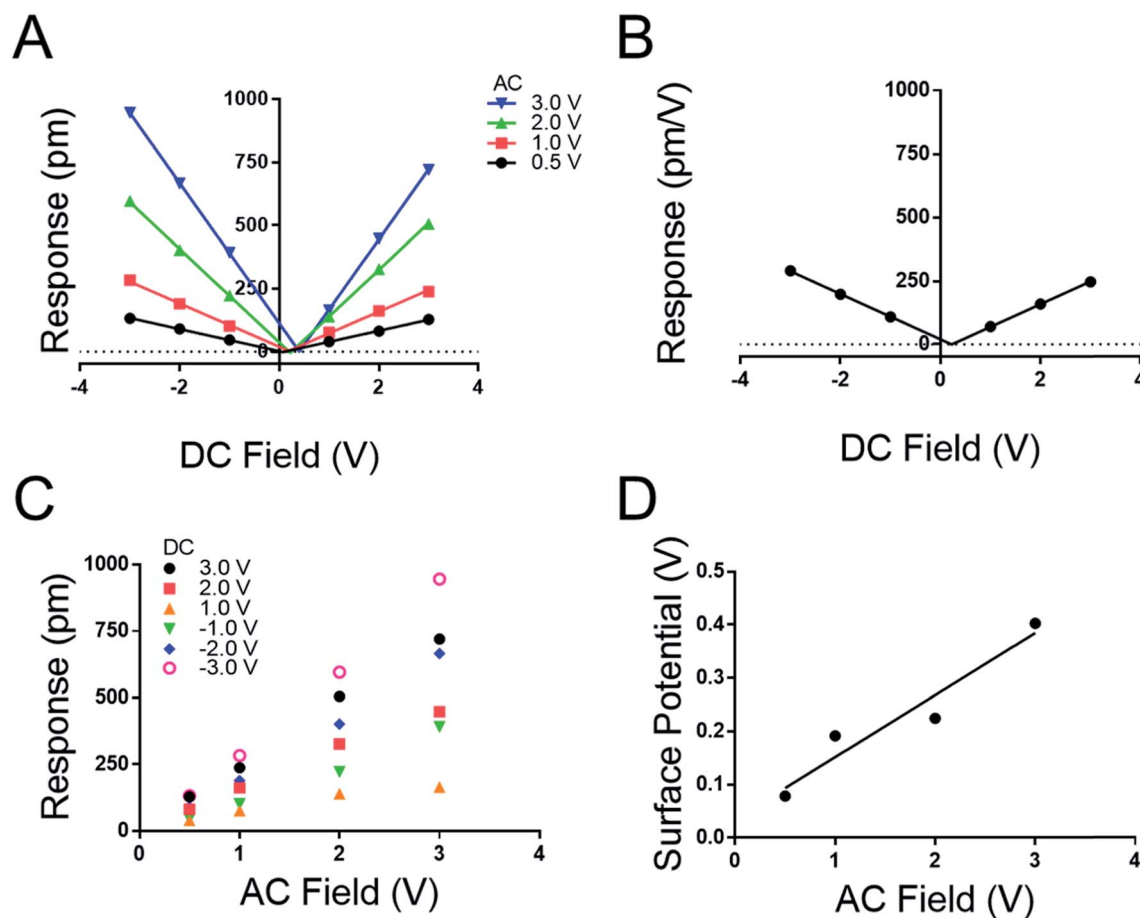 A
Response (pm)
1000
750
500
250
0
-4
-2
0
2
4
DC Field (V)
AC
3.0 V
2.0 V
1.0 V
0.5 V
B
Response (pm/V)
1000
750
500
250
0
-4
-2
0
2
4
DC Field (V)
C
Response (pm)
1000
750
500
250
0
0
1
2
3
4
AC Field (V)
DC
3.0 V
2.0 V
1.0 V
-1.0 V
-2.0 V
-3.0 V
D
Surface Potential (V)
0.5
0.4
0.3
0.2
0.1
0.0
0
1
2
3
4
AC Field (V)